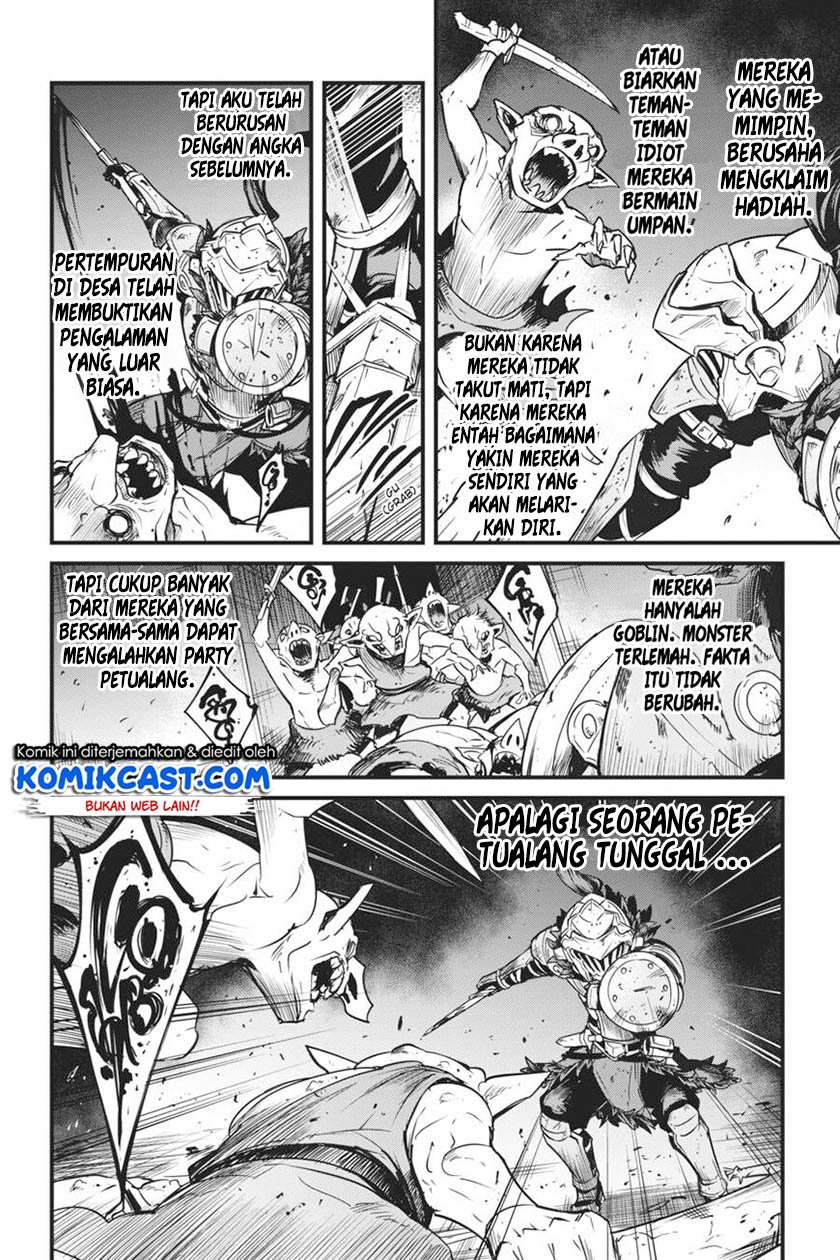 MEREKA
YANG ME-
MIMPIN,
BERUSAHA
MENGKLAIM
HADIAH.
ATAU
BIARKAN
TEMAN-
TEMAN
IDIOT
MEREKA
BERMAIN
UMPAN.
BUKAN KARENA
MEREKA TIDAK
TAKUT MATI, TAPI
KARENA MEREKA
ENTAH BAGAIMANA
YAKIN MEREKA
SENDIRI YANG
AKAN MELARI-
KAN DIRI.
GU
(GRAB)
TAPI AKU TELAH
BERURUSAN
DENGAN ANGKA
SEBELUMNYA.
PERTEMPURAN
DI DESA TELAH
MEMBUKTIKAN
PENGALAMAN
YANG LUAR
BIASA.
MEREKA
HANYALAH
GOBLIN. MONSTER
TERLEMAH. FAKTA
ITU TIDAK
BERUBAH.
TAPI CUKUP BANYAK
DARI MEREKA YANG
BERSAMA-SAMA DAPAT
MENGALAHKAN PARTY
PETUALANG.
Komik ini diterjemahkan & diedit oleh
KOMIKCAST.COM
BUKAN WEB LAIN!!
APALAGI SEORANG PE-
TUALANG TUNGGAL ...